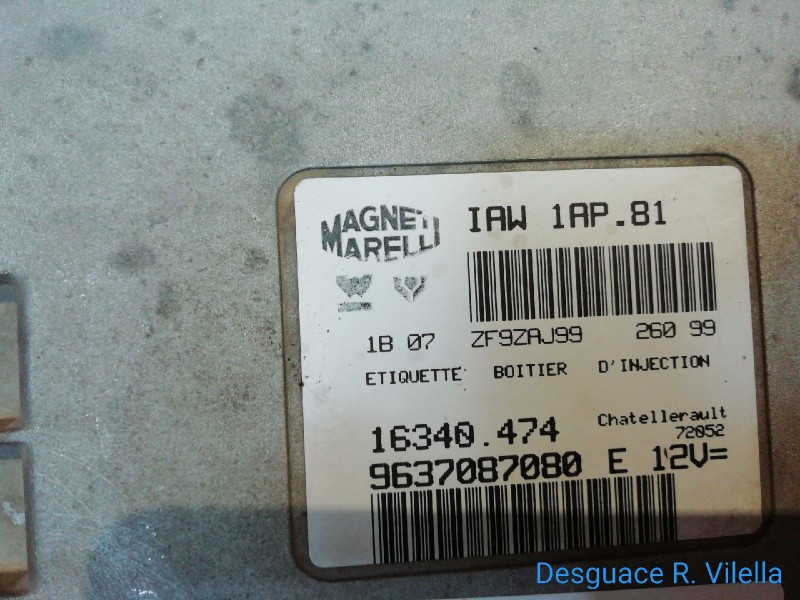 MAGNETI
MARELLI
IAW 1AP.81
1B 07 ZF9ZAJ99 260 99
ETIQUETTE BOITIER D'INJECTION
16340.474
Chatellerault
72052
9637087080 E 12V=
Desguace R. Vilella